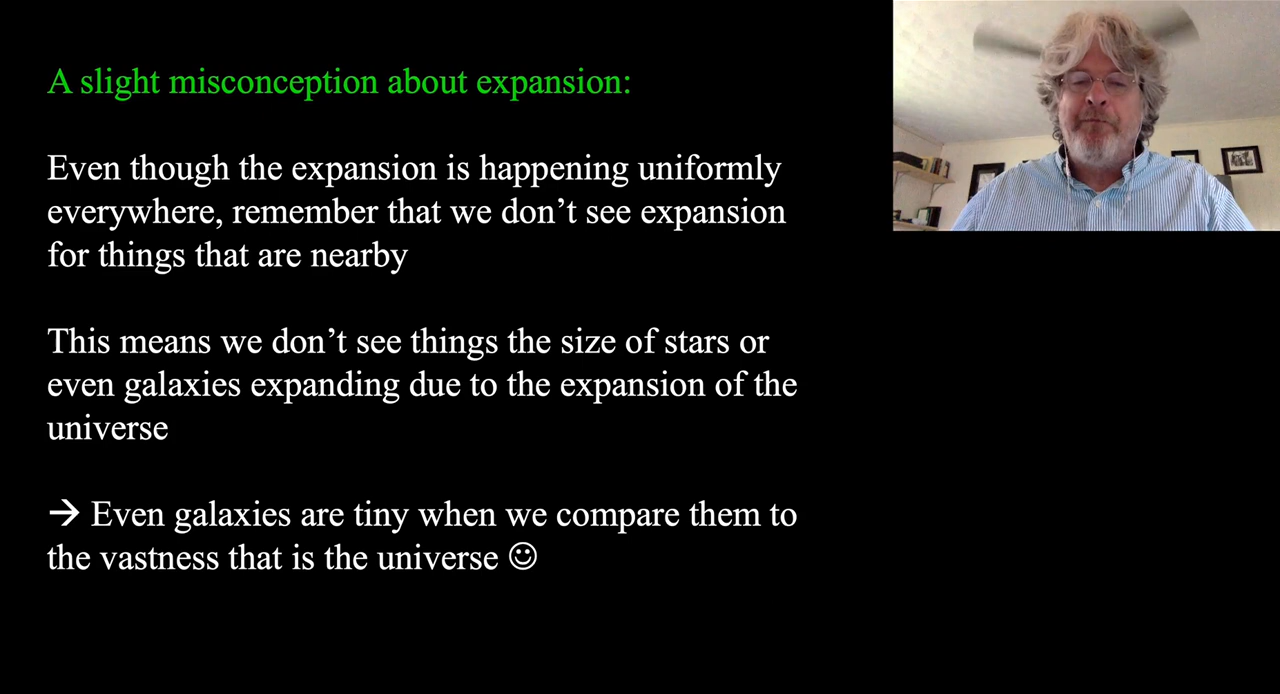 A slight misconception about expansion:
Even though the expansion is happening uniformly
everywhere, remember that we don’t see expansion
for things that are nearby
This means we don’t see things the size of stars or
even galaxies expanding due to the expansion of the
universe
→ Even galaxies are tiny when we compare them to
the vastness that is the universe ☺